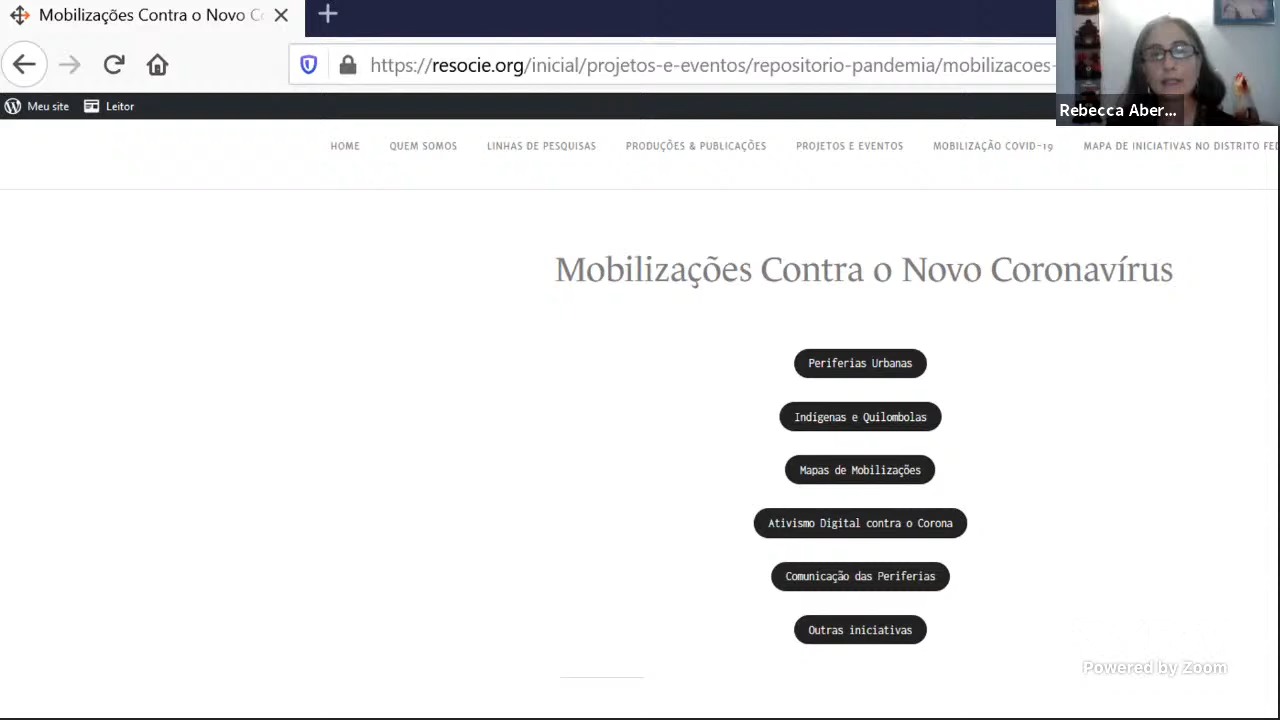 Mobilizações Contra o Novo Co
https://resocie.org/inicial/projetos-e-eventos/repositorio-pandemia/mobilizacoes-
Rebecca Aber...
Meu site
Leitor
HOME
QUEM SOMOS
LINHAS DE PESQUISAS
PRODUÇÕES & PUBLICAÇÕES
PROJETOS E EVENTOS
MOBILIZAÇÃO COVID-19
MAPA DE INICIATIVAS NO DISTRITO FED
Mobilizações Contra o Novo Coronavírus
Periferias Urbanas
Indígenas e Quilombolas
Mapas de Mobilizações
Ativismo Digital contra o Corona
Comunicação das Periferias
Outras iniciativas
Powered by Zoom